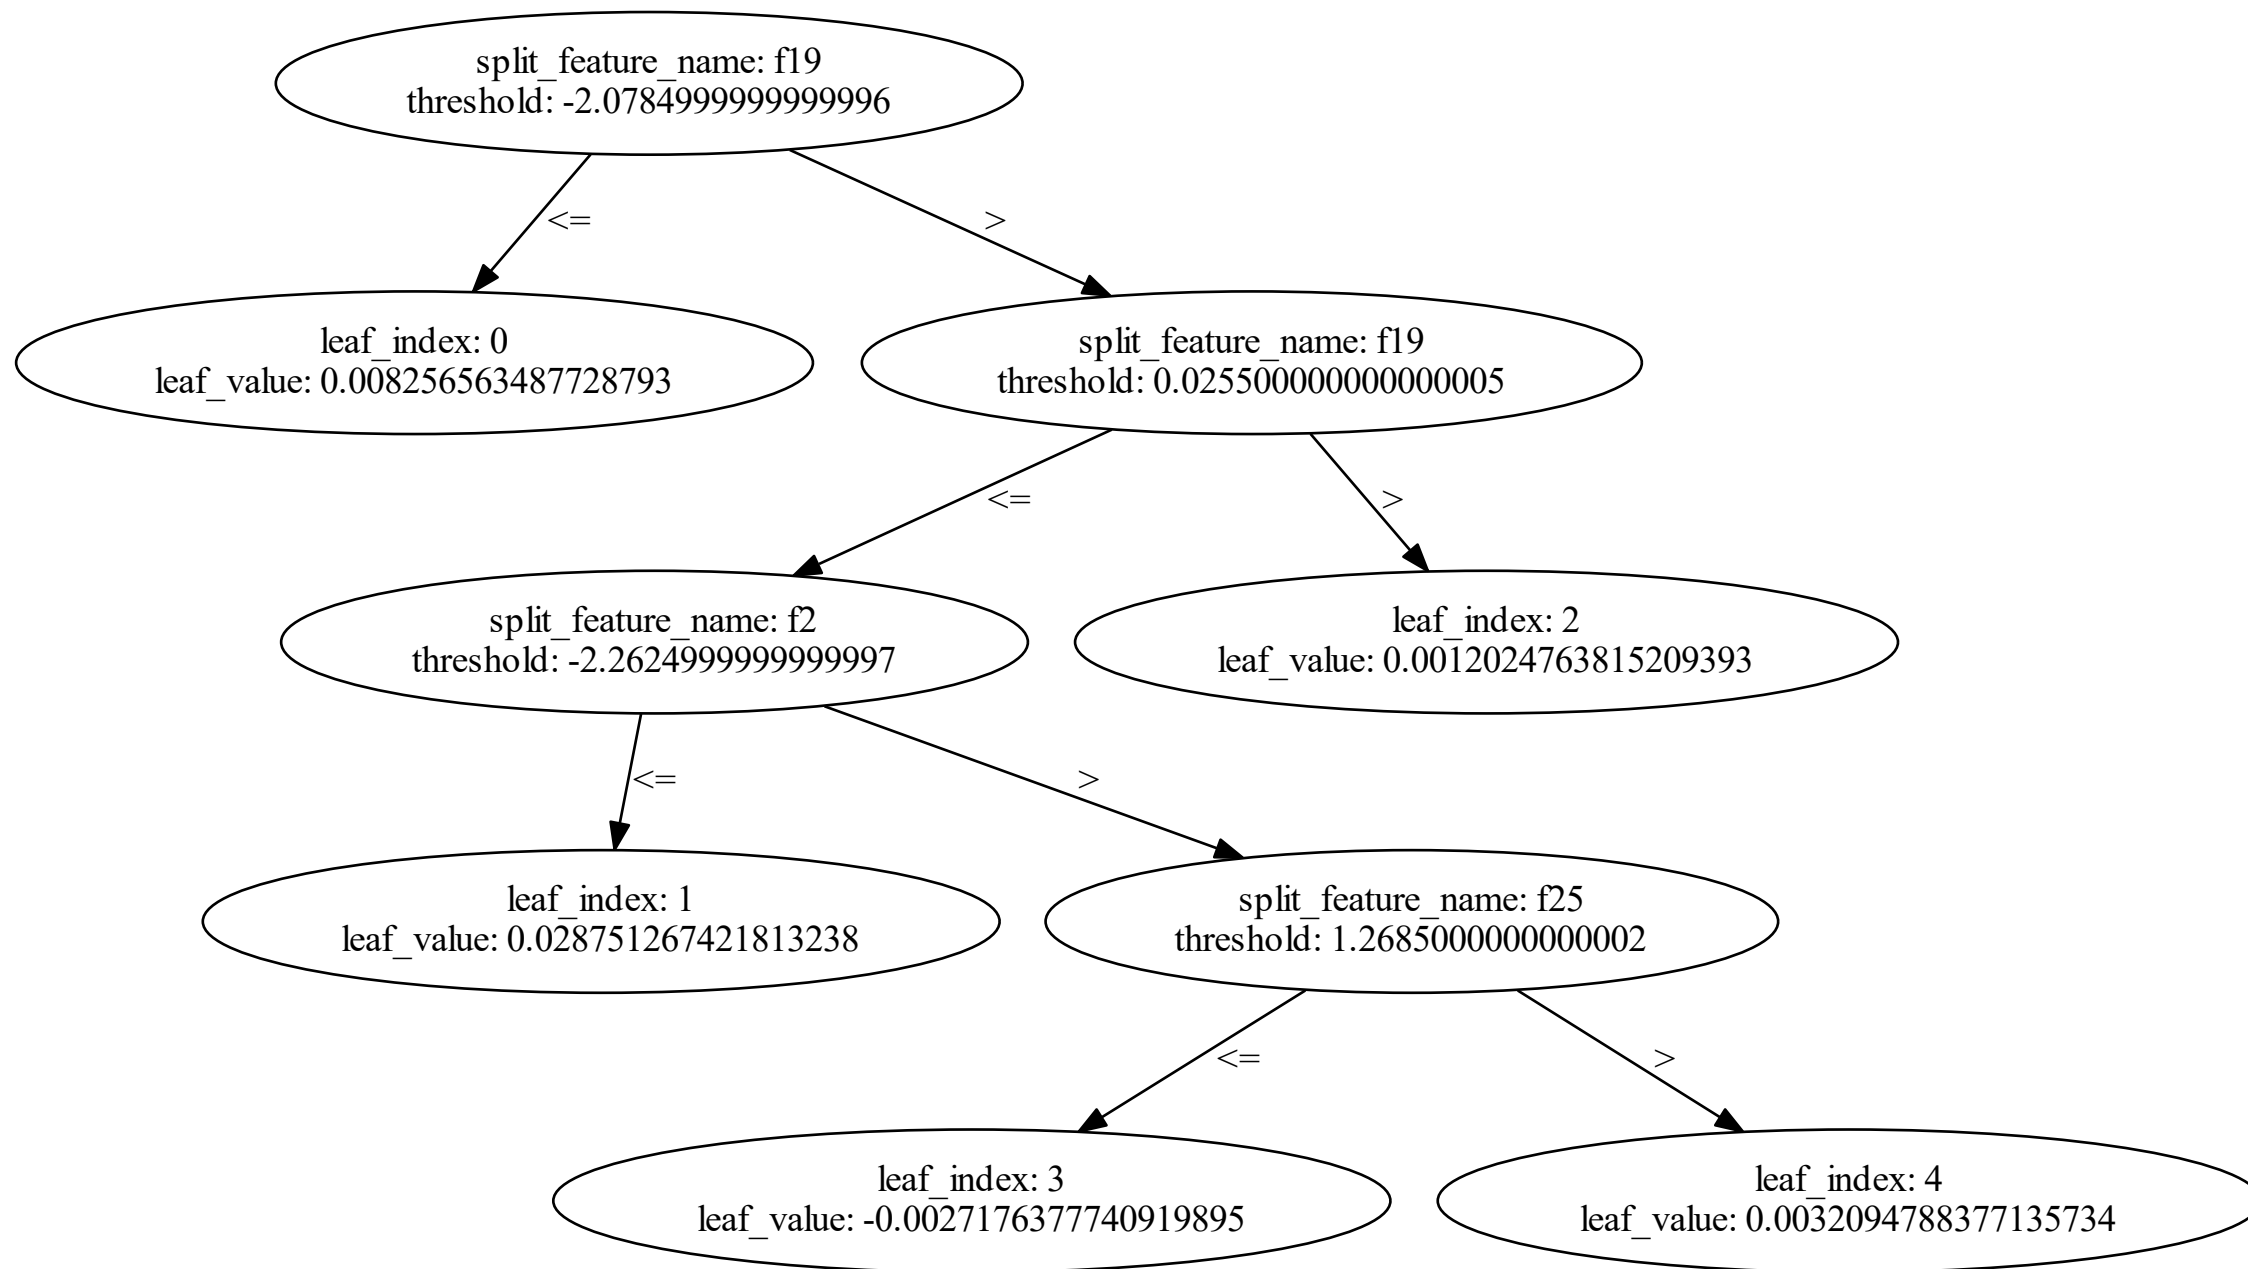 split_feature_name: f19
threshold: -2.0784999999999996
<=
>
leaf_index: 0
leaf_value: 0.008256563487728793
split_feature_name: f19
threshold: 0.025500000000000005
<=
>
split_feature_name: f2
threshold: -2.2624999999999997
leaf_index: 2
leaf_value: 0.0012024763815209393
<=
>
leaf_index: 1
leaf_value: 0.028751267421813238
split_feature_name: f25
threshold: 1.2685000000000002
<=
>
leaf_index: 3
leaf_value: -0.0027176377740919895
leaf_index: 4
leaf_value: 0.0032094788377135734